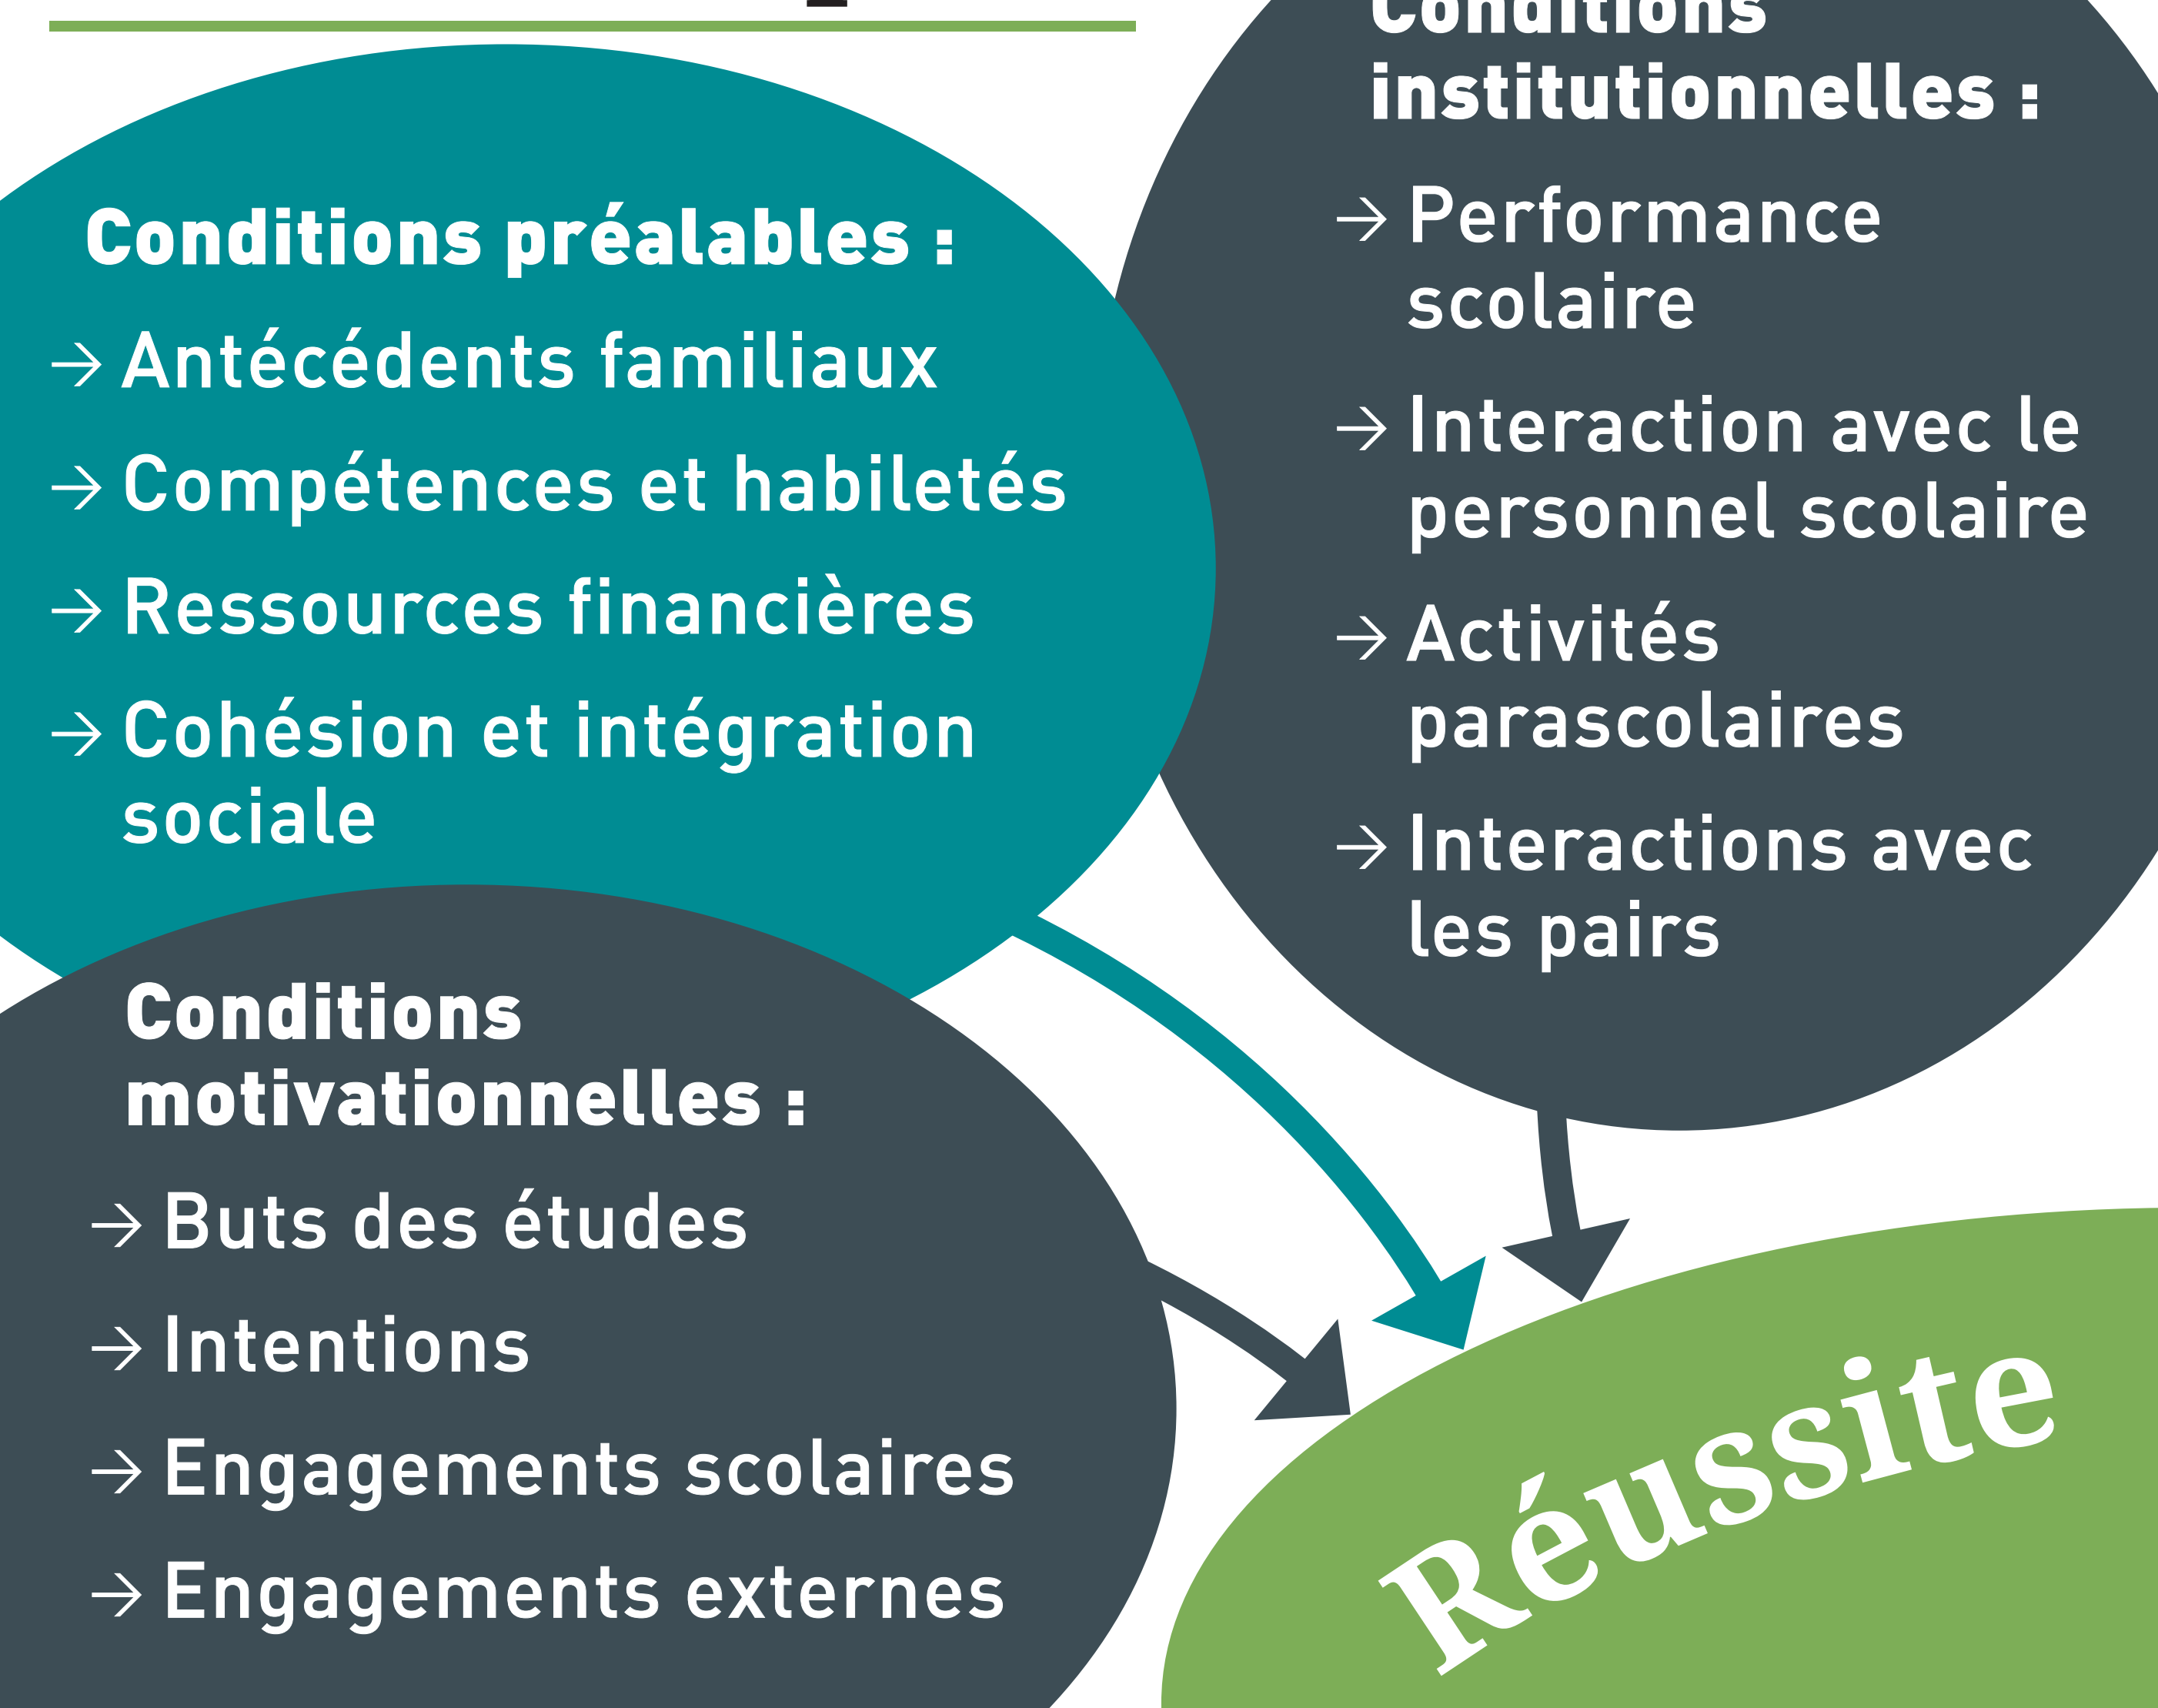 Conditions préalables :
→ Antécédents familiaux
→ Compétences et habiletés
→ Ressources financières
→ Cohésion et intégration
sociale
Conditions
institutionnelles :
→ Performance
scolaire
→ Interaction avec le
personnel scolaire
→ Activités
parascolaires
→ Interactions avec
les pairs
Conditions
motivationnelles :
→ Buts des études
→ Intentions
→ Engagements scolaires
→ Engagements externes
Réussite